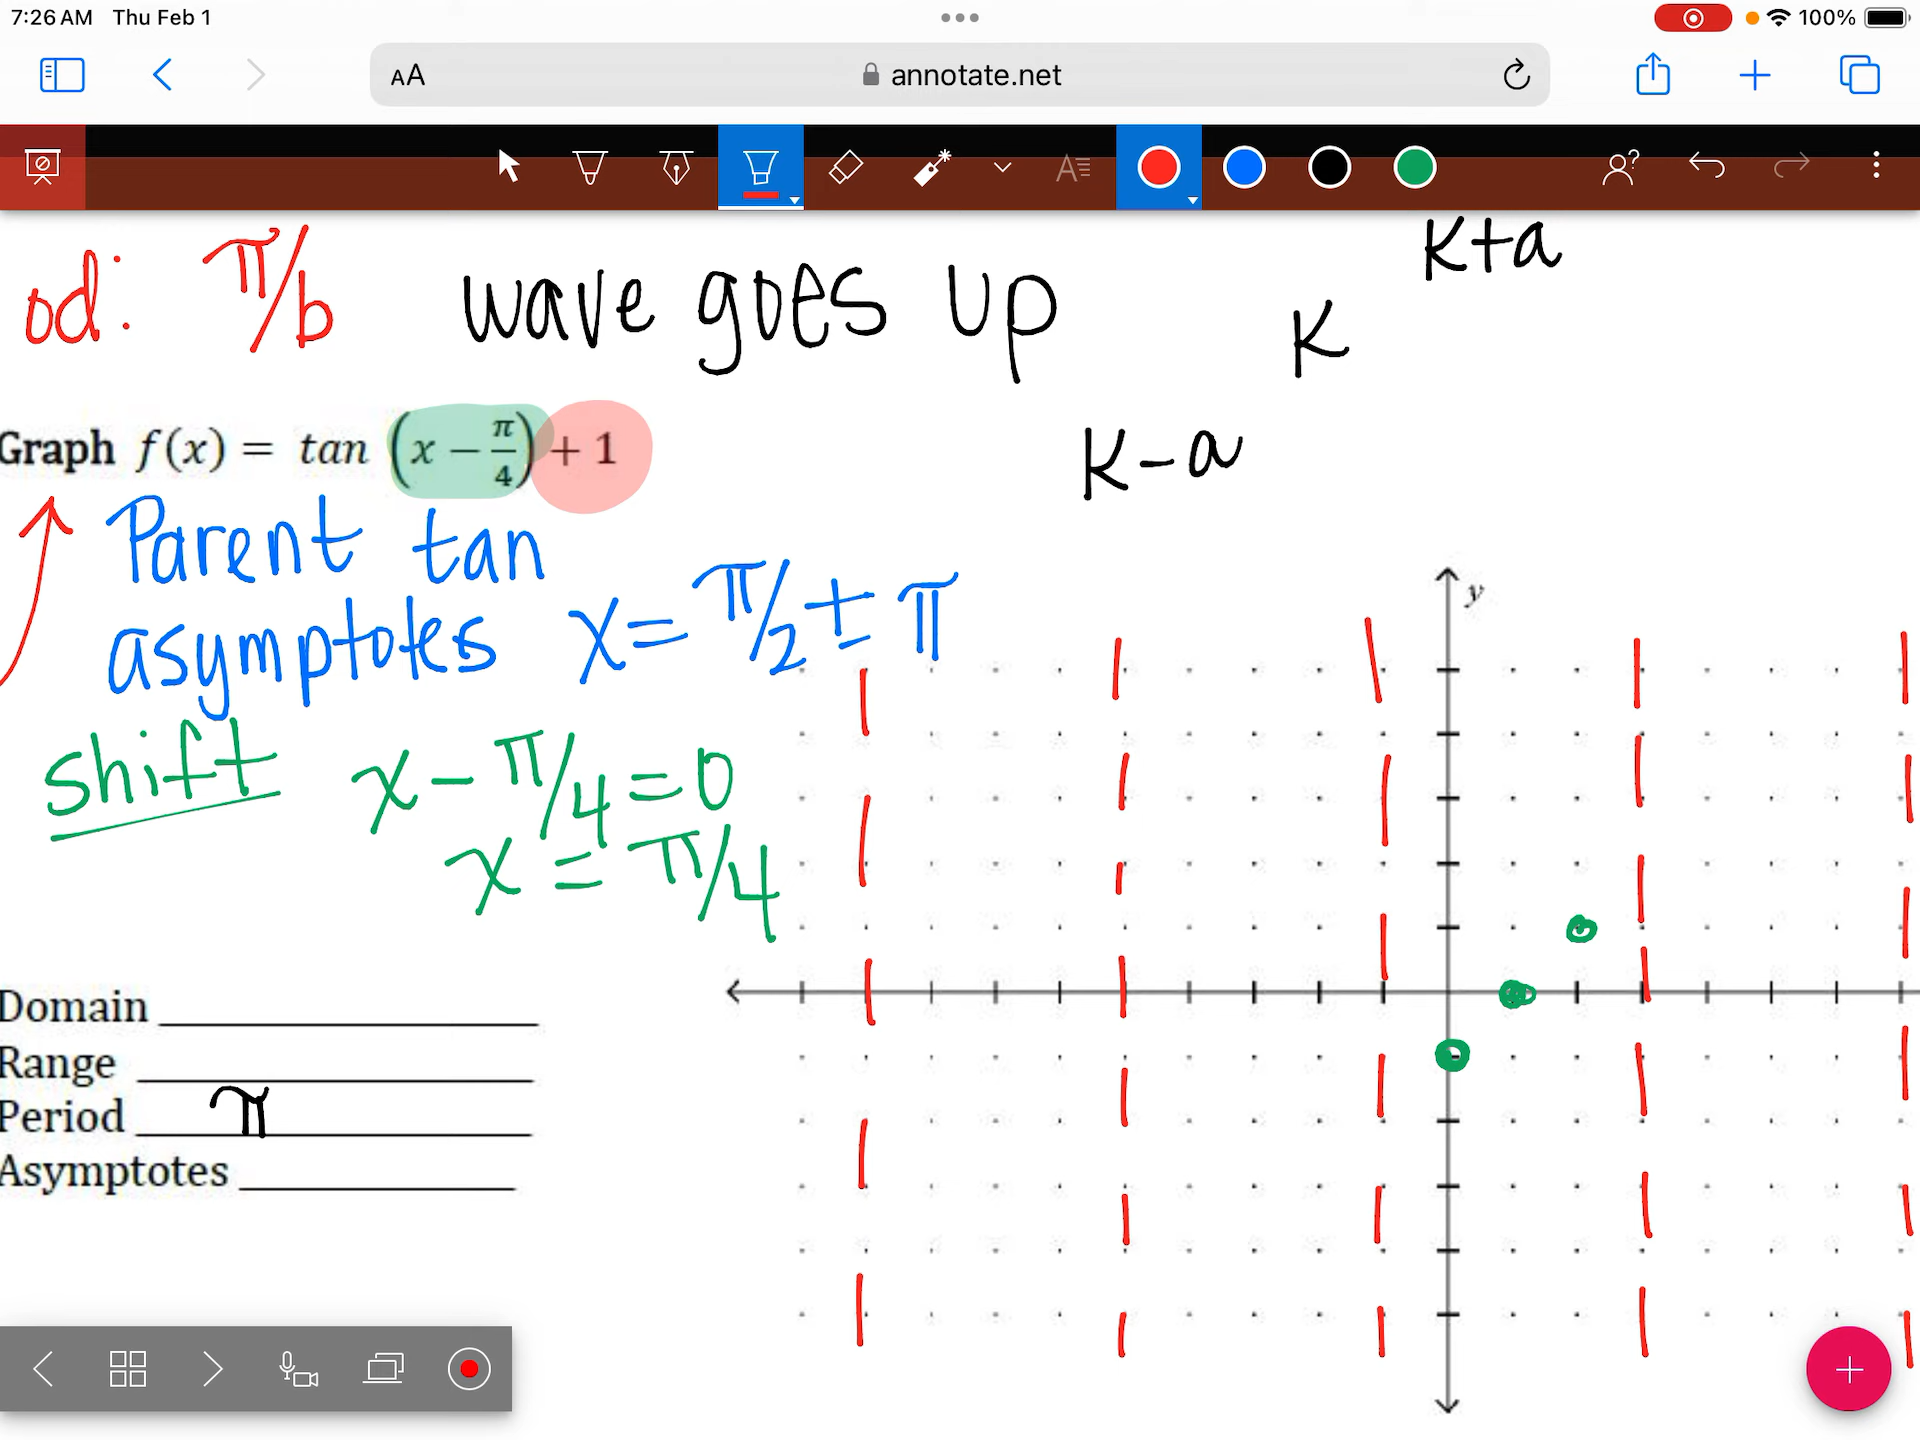 7:26 AM Thu Feb 1
100%
AA
annotate.net
K+a
od: π/b wave goes up
K
K-a
Graph f(x) = tan (x − π/4) + 1
Parent tan
asymptotes x = π/2 ± π
y
shift x - π/4 = 0
x = π/4
Domain
Range
Period π
Asymptotes